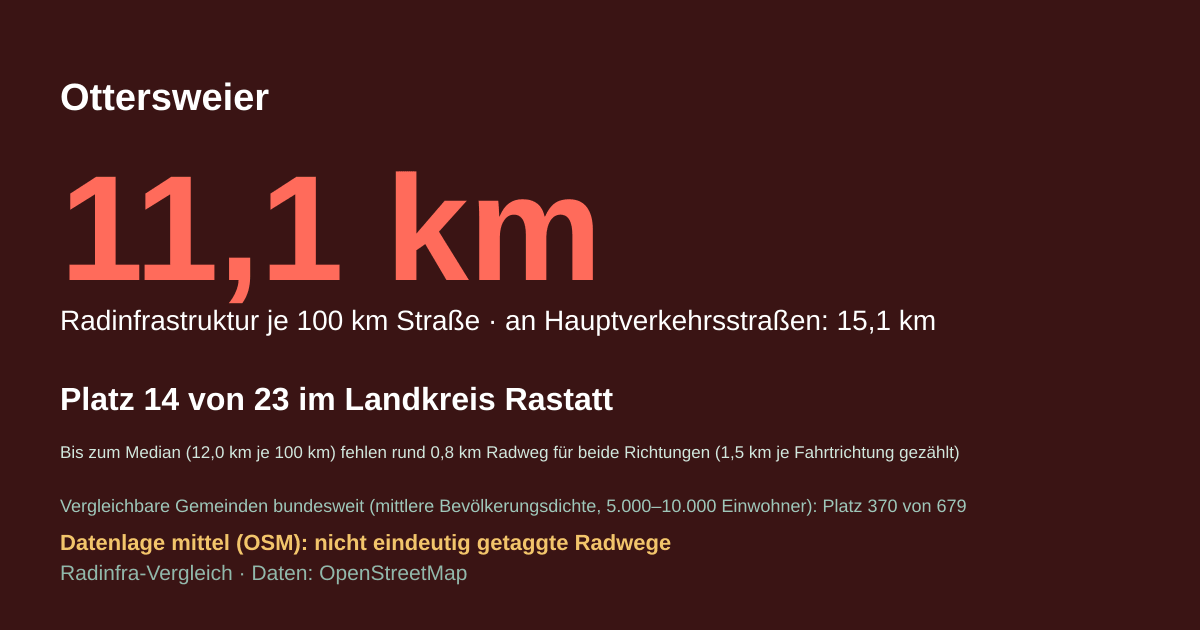 Ottersweier
11,1 km
Radinfrastruktur je 100 km Straße · an Hauptverkehrsstraßen: 15,1 km
Platz 14 von 23 im Landkreis Rastatt
Bis zum Median (12,0 km je 100 km) fehlen rund 0,8 km Radweg für beide Richtungen (1,5 km je Fahrtrichtung gezählt)
Vergleichbare Gemeinden bundesweit (mittlere Bevölkerungsdichte, 5.000–10.000 Einwohner): Platz 370 von 679
Datenlage mittel (OSM): nicht eindeutig getaggte Radwege
Radinfra-Vergleich · Daten: OpenStreetMap